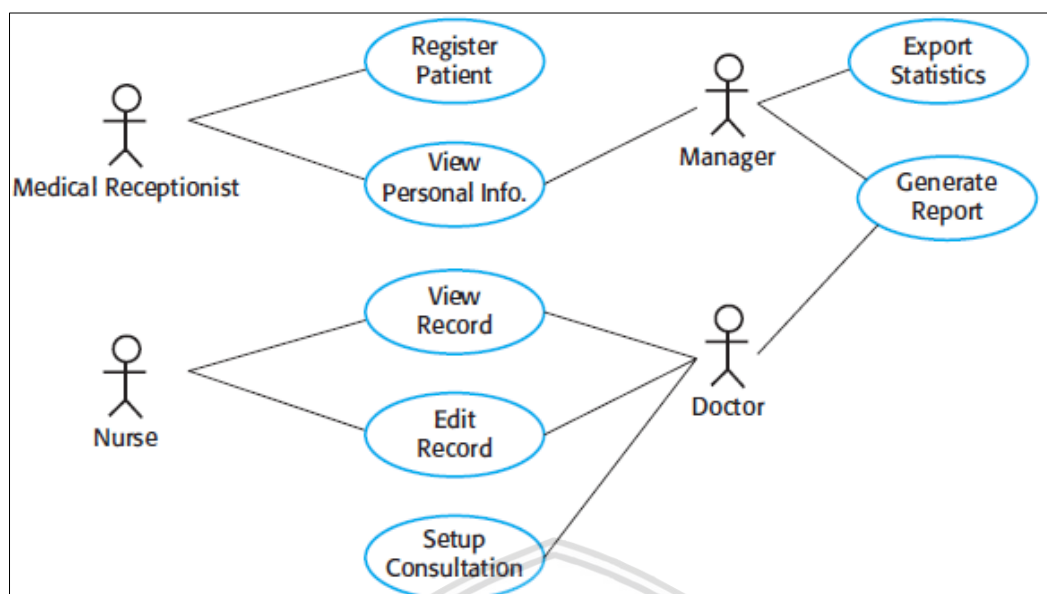 Register
Patient
Export
Statistics
Medical Receptionist
View
Personal Info.
Manager
Generate
Report
View
Record
Nurse
Edit
Record
Doctor
Setup
Consultation